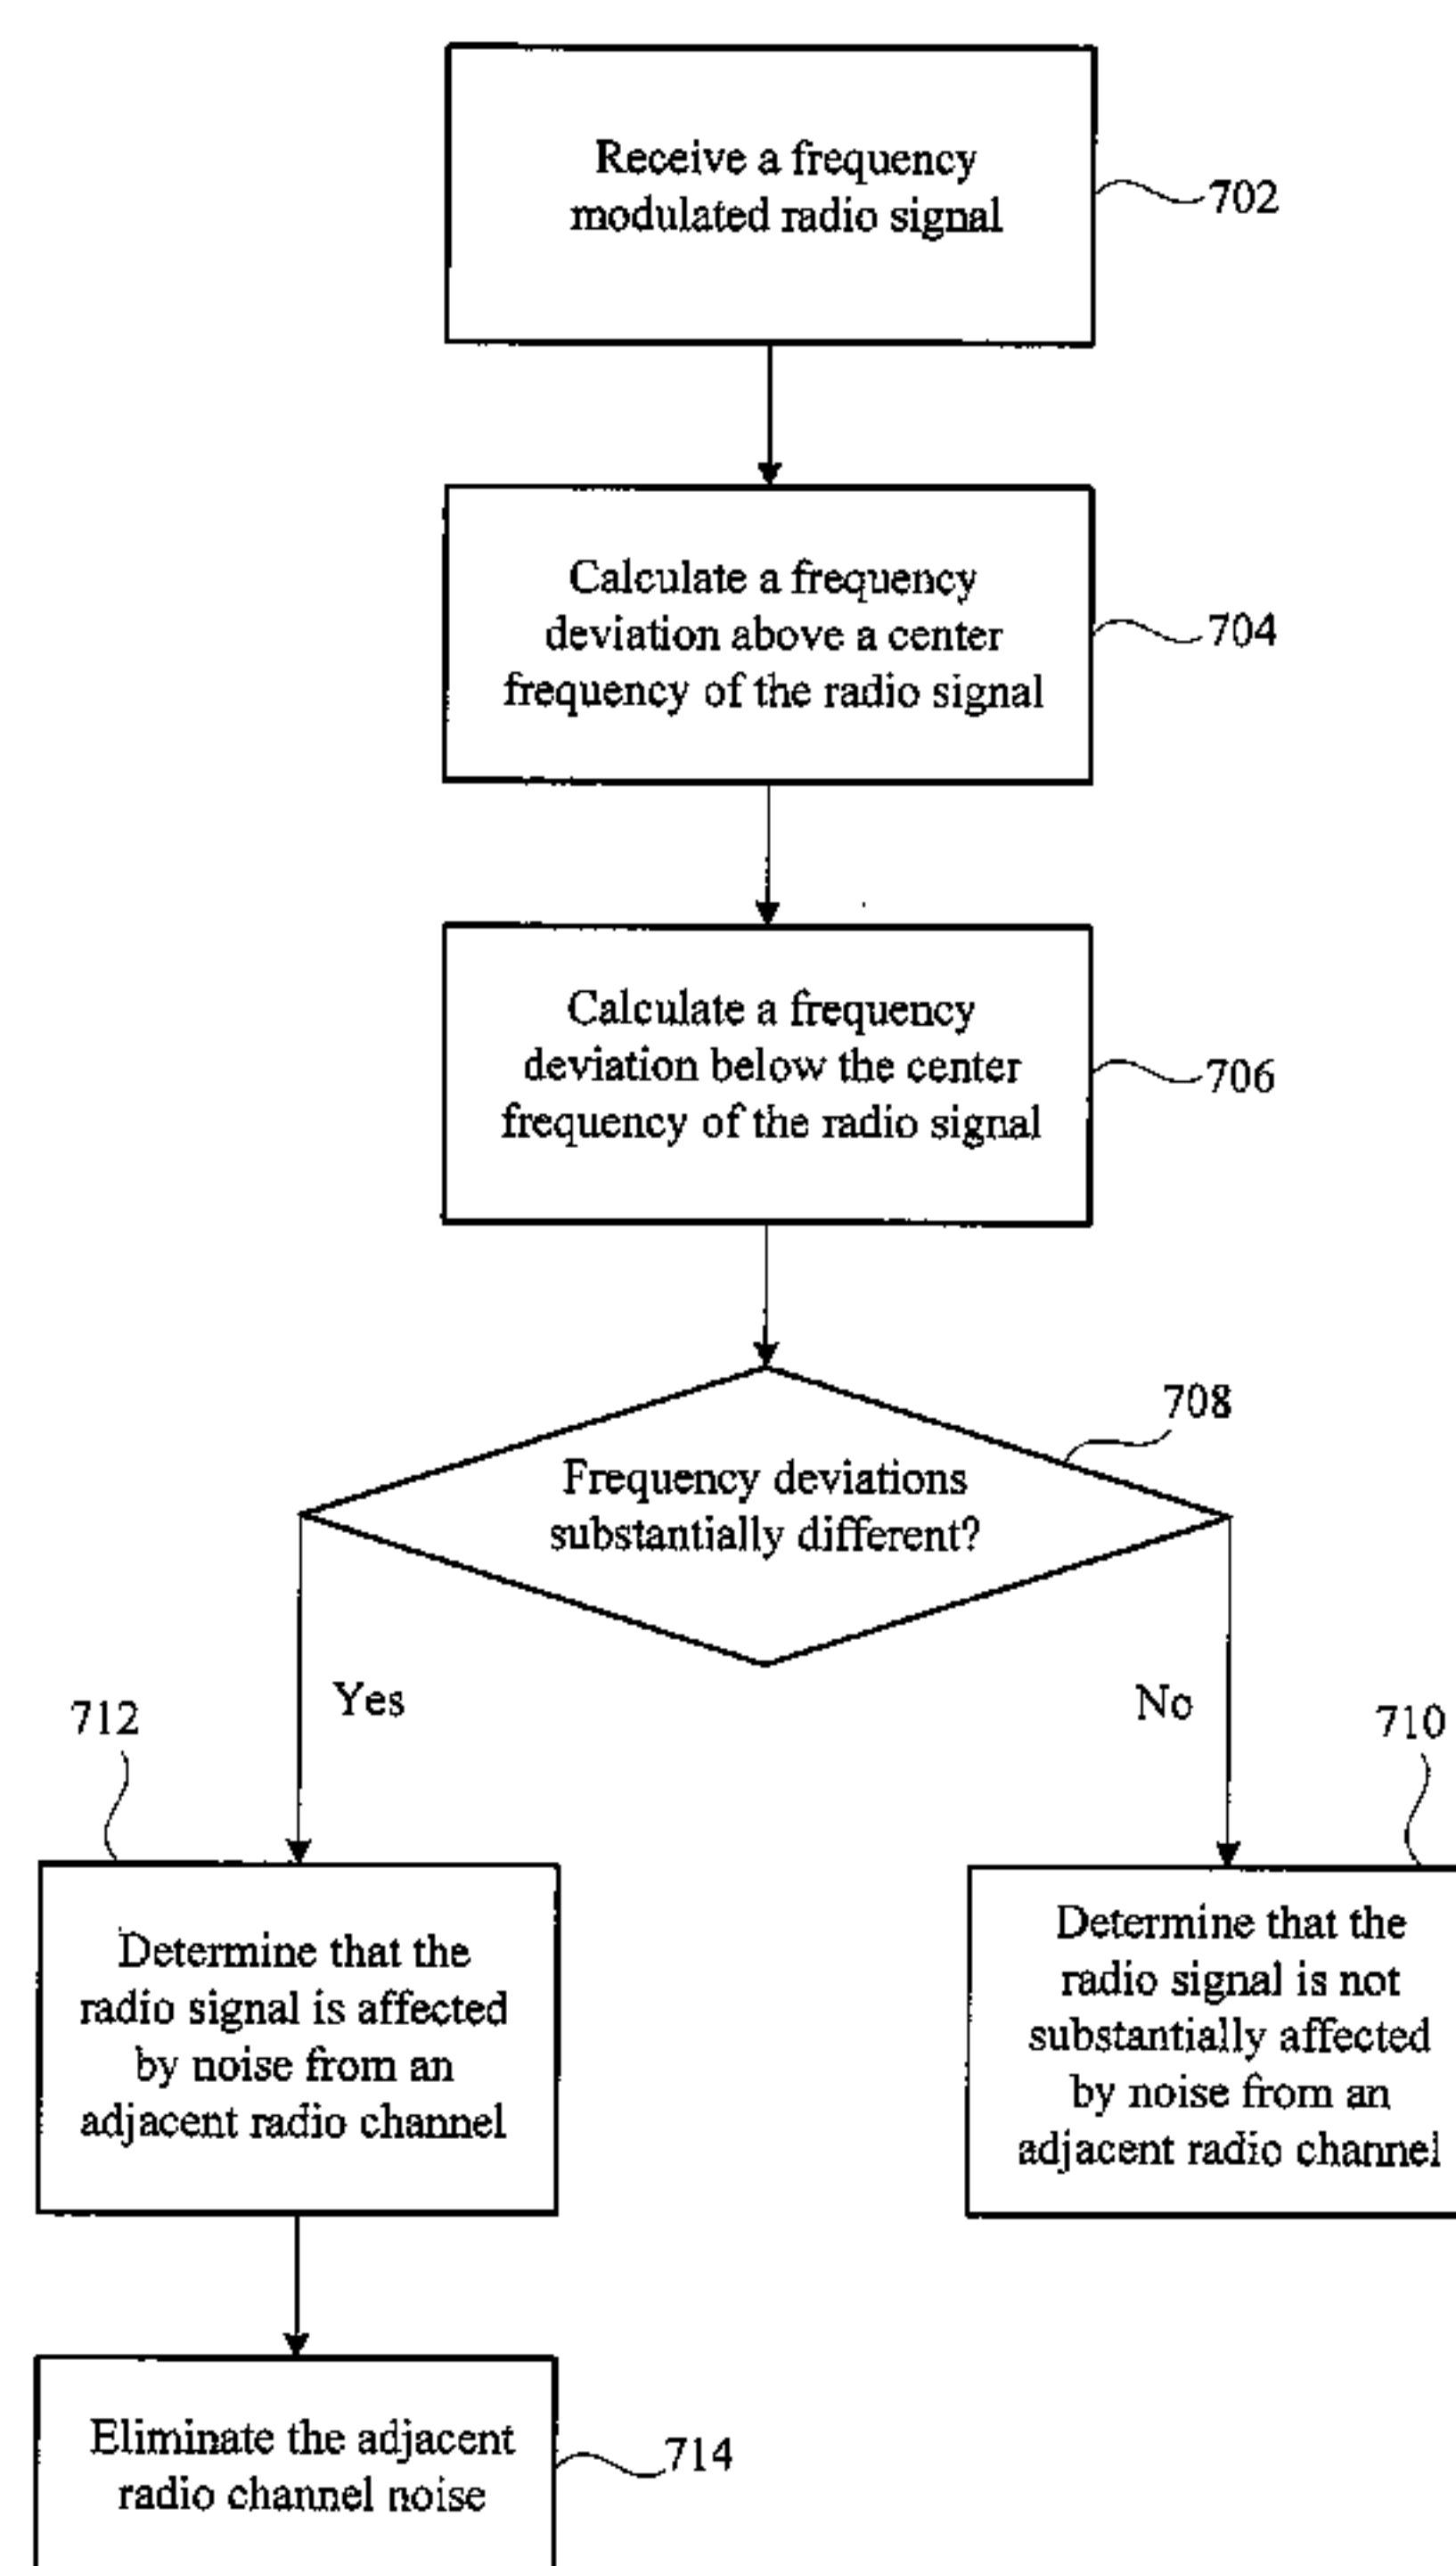 Receive a frequency
modulated radio signal
702
Calculate a frequency
deviation above a center
frequency of the radio signal
704
Calculate a frequency
deviation below the center
frequency of the radio signal
706
708
Frequency deviations
substantially different?
Yes
No
712
710
Determine that the
radio signal is affected
by noise from an
adjacent radio channel
Determine that the
radio signal is not
substantially affected
by noise from an
adjacent radio channel
Eliminate the adjacent
radio channel noise
714